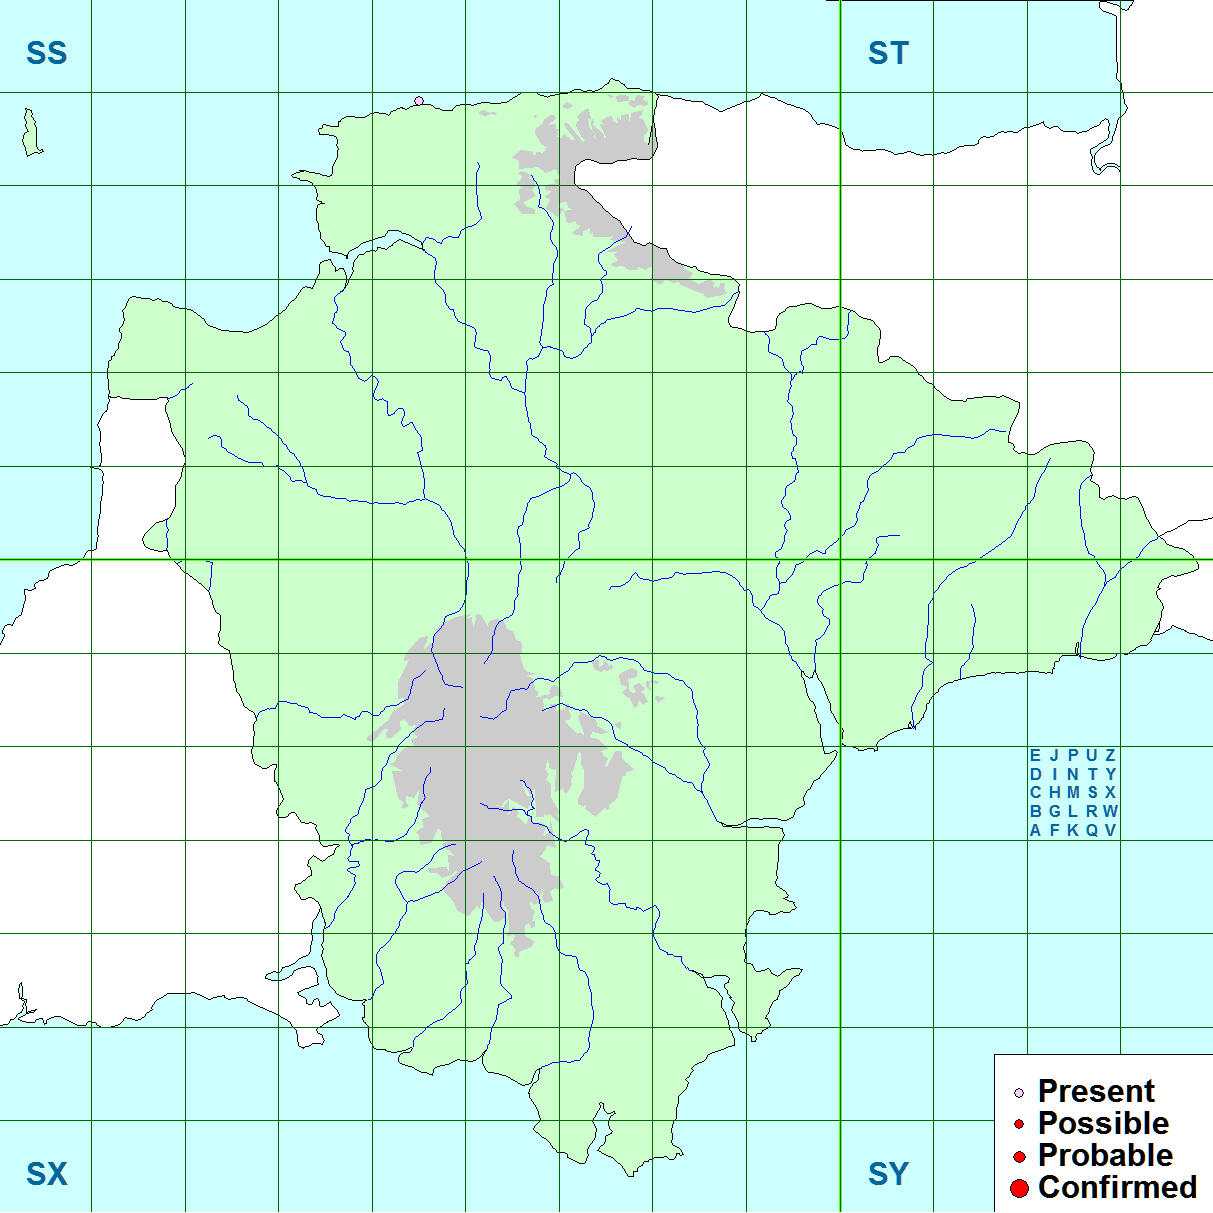 SS
ST
E J P U Z
D I N T Y
C H M S X
B G L R W
A F K Q V
Present
Possible
Probable
Confirmed
SX
SY